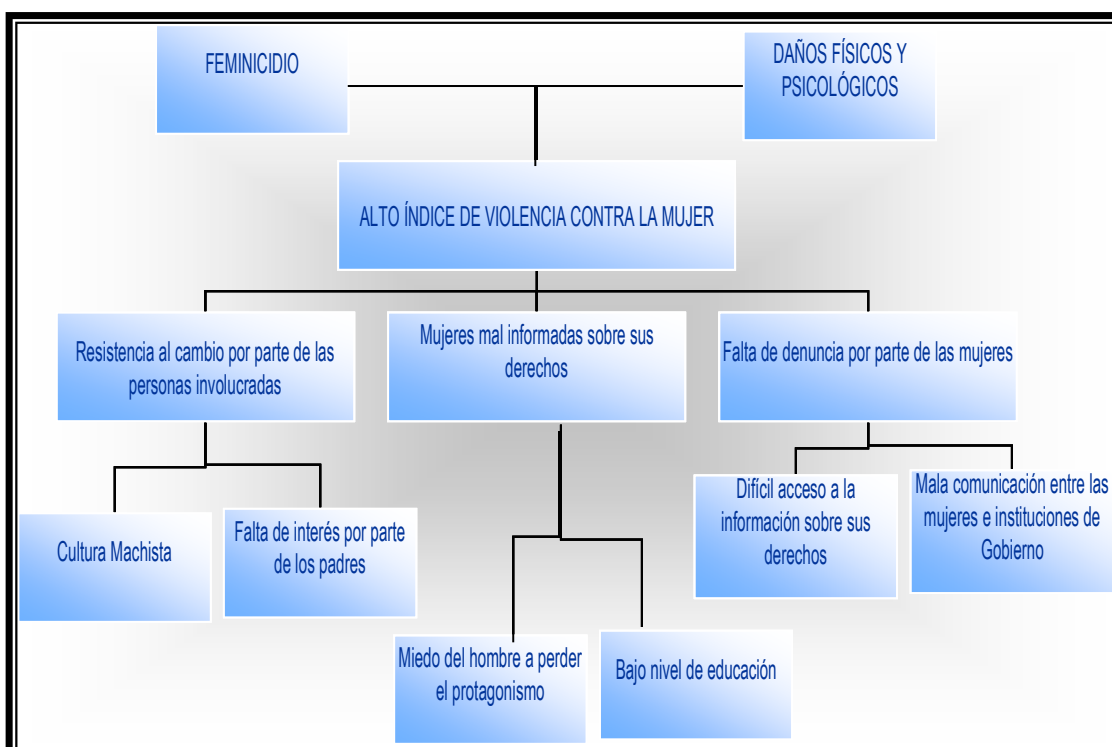 FEMINICIDIO
DAÑOS FÍSICOS Y
PSICOLÓGICOS
ALTO ÍNDICE DE VIOLENCIA CONTRA LA MUJER
Resistencia al cambio por parte de las
personas involucradas
Mujeres mal informadas sobre sus
derechos
Falta de denuncia por parte de las mujeres
Cultura Machista
Falta de interés por parte
de los padres
Miedo del hombre a perder
el protagonismo
Bajo nivel de educación
Difícil acceso a la
información sobre sus
derechos
Mala comunicación entre las
mujeres e instituciones de
Gobierno